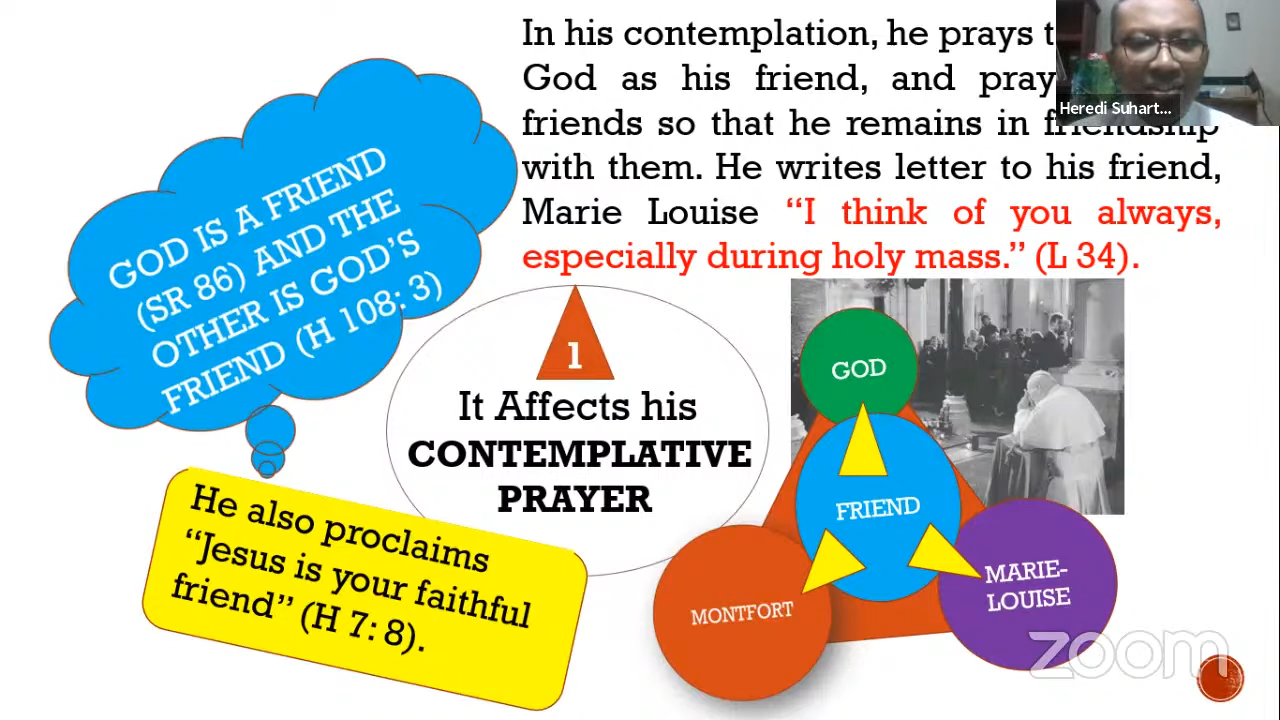 In his contemplation, he prays t
God as his friend, and pray
friends so that he remains in friendship
with them. He writes letter to his friend,
Marie Louise “I think of you always,
especially during holy mass.” (L 34).
Heredi Suhart...
GOD IS A FRIEND
(SR 86) AND THE
OTHER IS GOD’S
FRIEND (H 108: 3)
1
It Affects his
CONTEMPLATIVE
PRAYER
He also proclaims
“Jesus is your faithful
friend” (H 7: 8).
GOD
FRIEND
MONTFORT
MARIE-
LOUISE
zoom